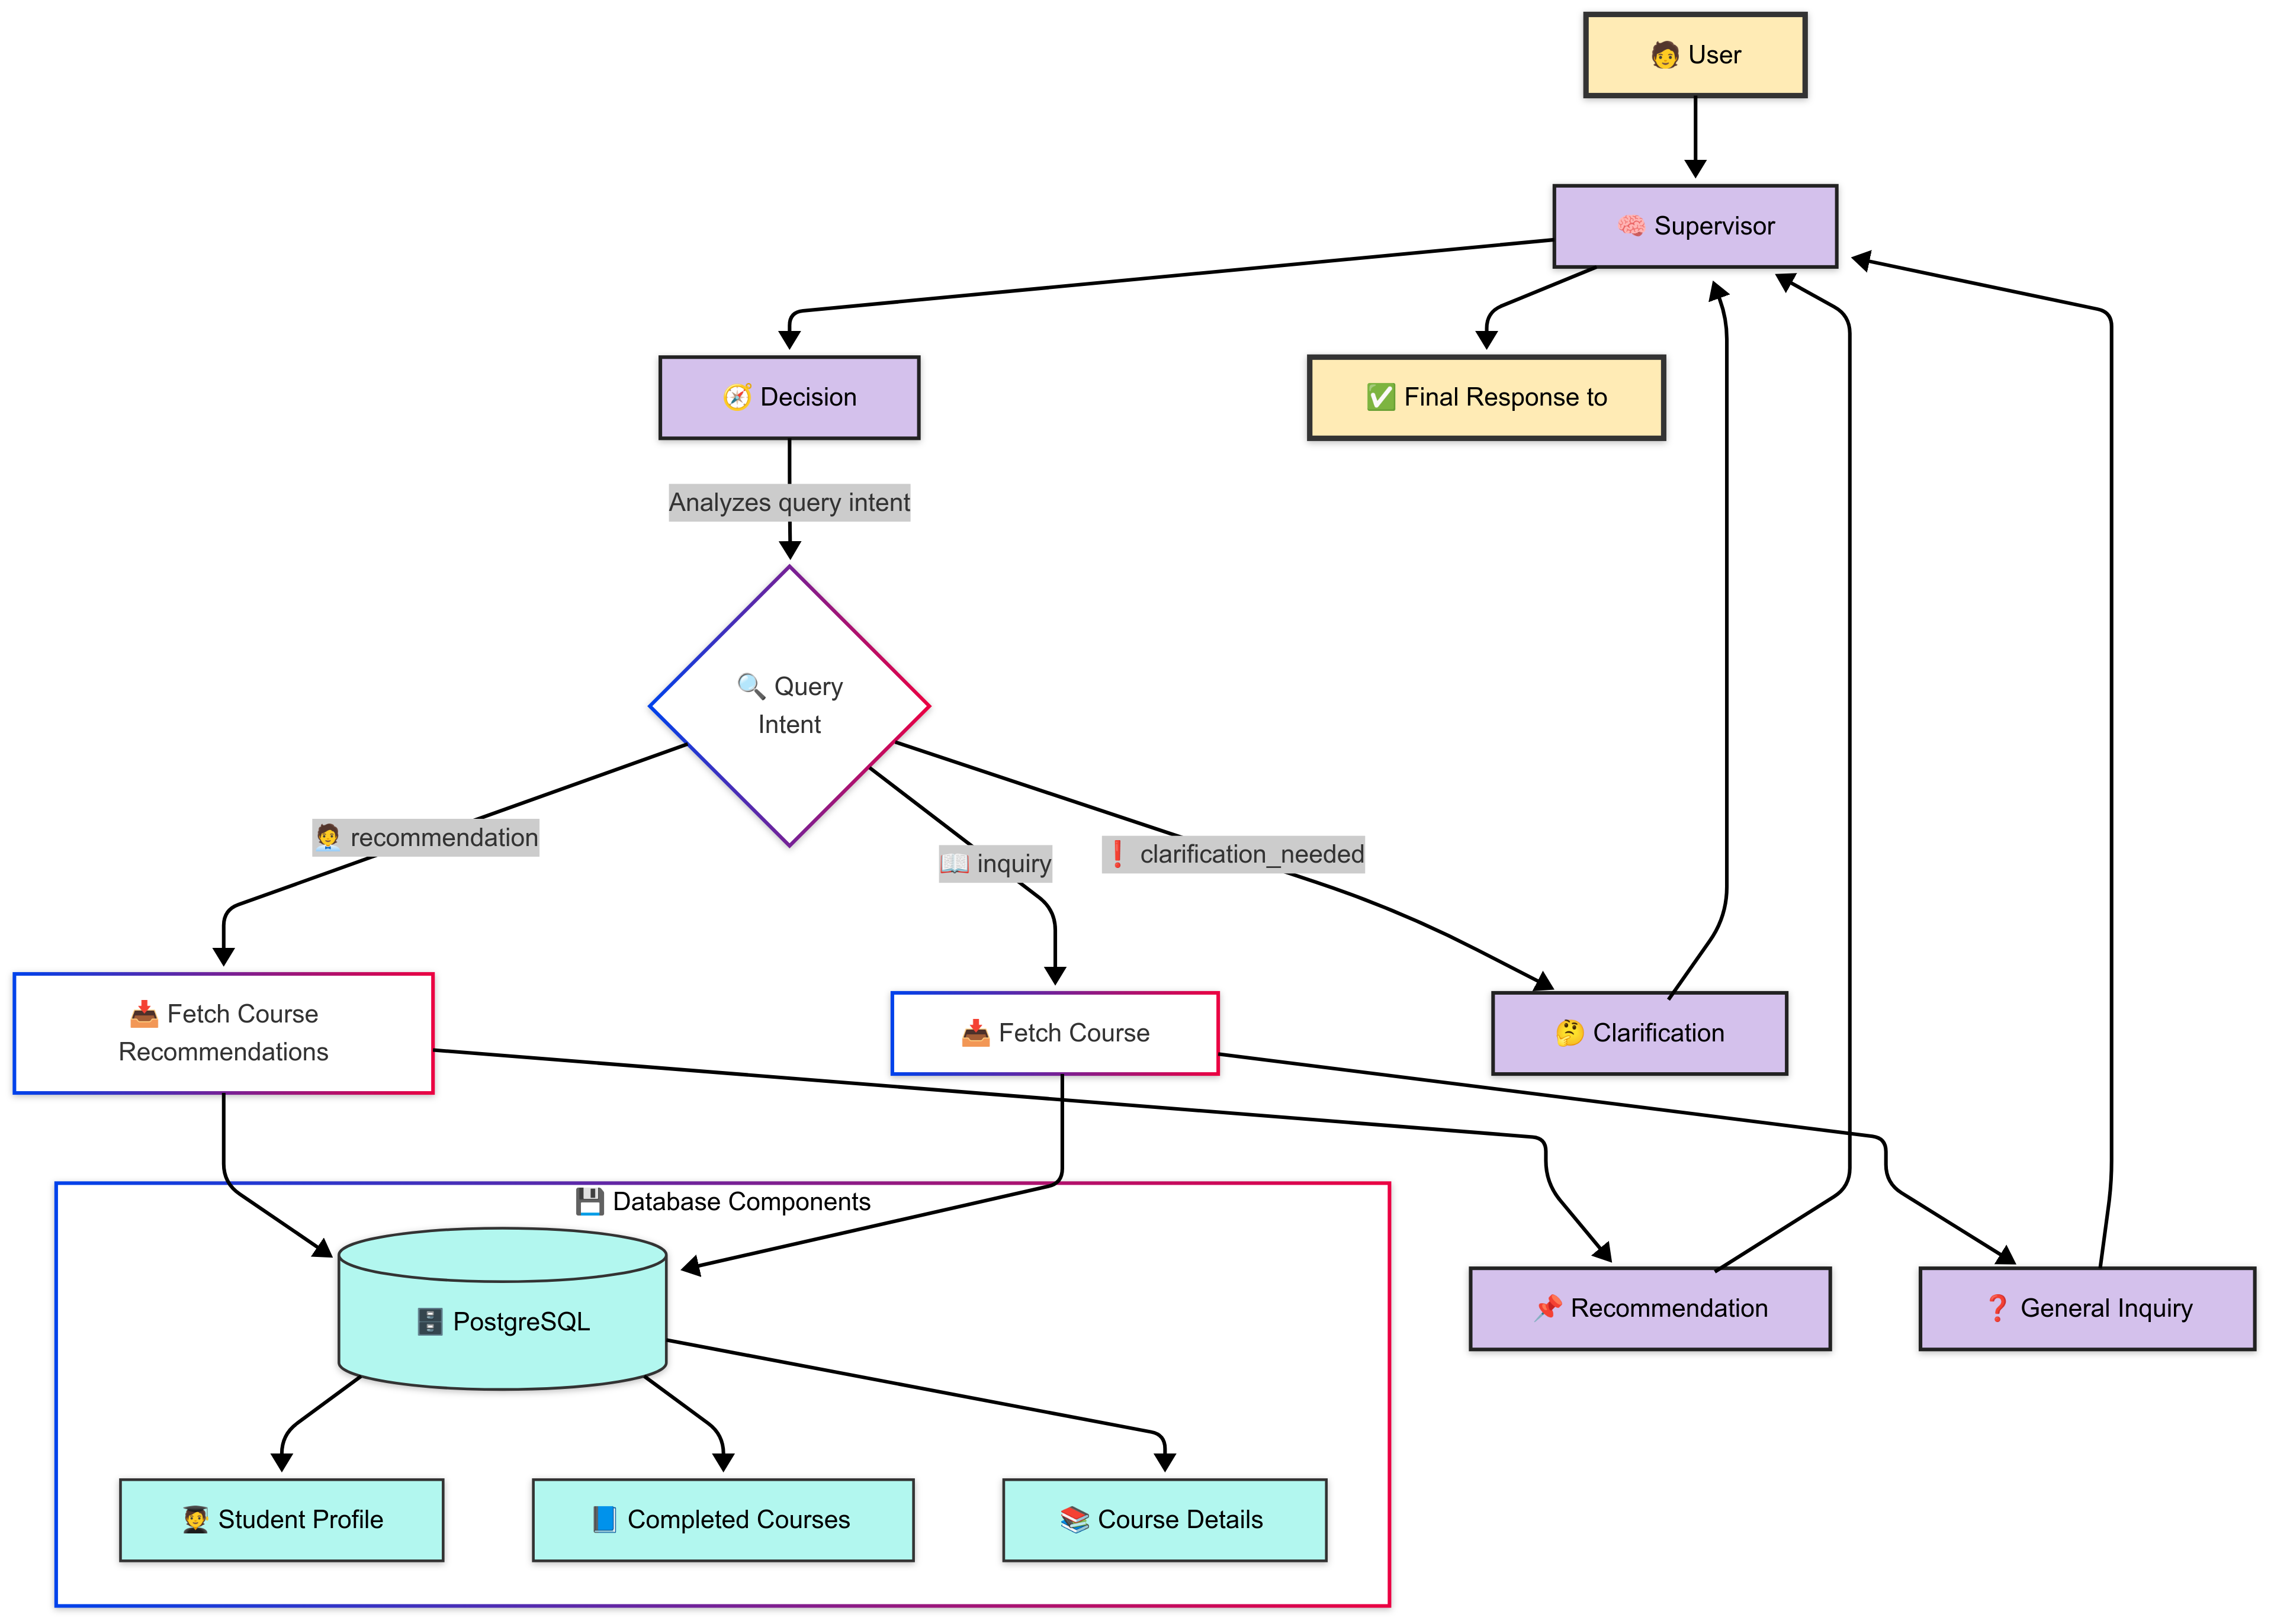 🧑 User
🧠 Supervisor
🧭 Decision
✅ Final Response to
Analyzes query intent
🔍 Query
Intent
🧑‍💼 recommendation
📖 inquiry
❗ clarification_needed
📥 Fetch Course
Recommendations
📥 Fetch Course
🤔 Clarification
💾 Database Components
🗄️ PostgreSQL
📌 Recommendation
❓ General Inquiry
🧑‍🎓 Student Profile
📘 Completed Courses
📚 Course Details